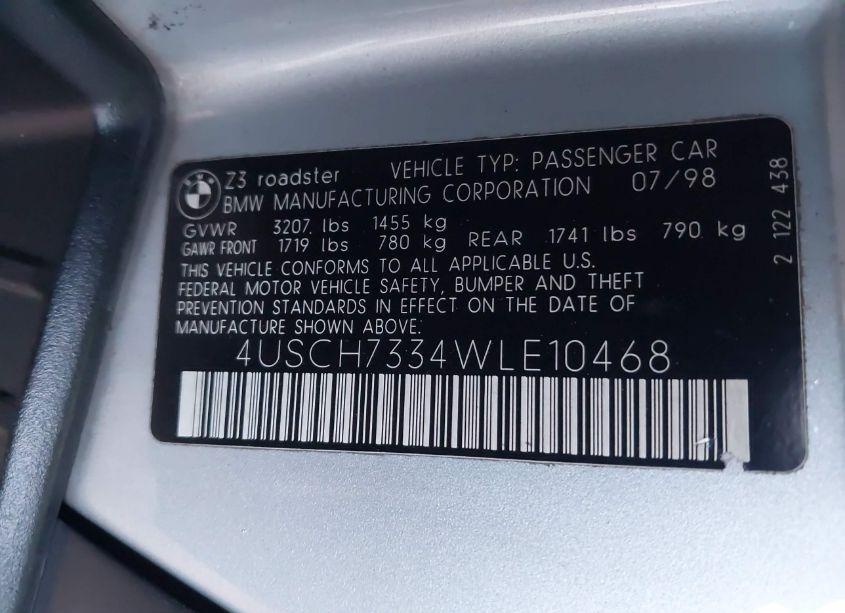 BMW
Z3 roadster VEHICLE TYP: PASSENGER CAR
BMW MANUFACTURING CORPORATION 07/98
GVWR 3207. lbs 1455 kg
GAWR FRONT 1719 lbs 780 kg REAR 1741 lbs 790 kg
THIS VEHICLE CONFORMS TO ALL APPLICABLE U.S.
FEDERAL MOTOR VEHICLE SAFETY, BUMPER AND THEFT
PREVENTION STANDARDS IN EFFECT ON THE DATE OF
MANUFACTURE SHOWN ABOVE:
4USCH7334WLE10468
2 122 438